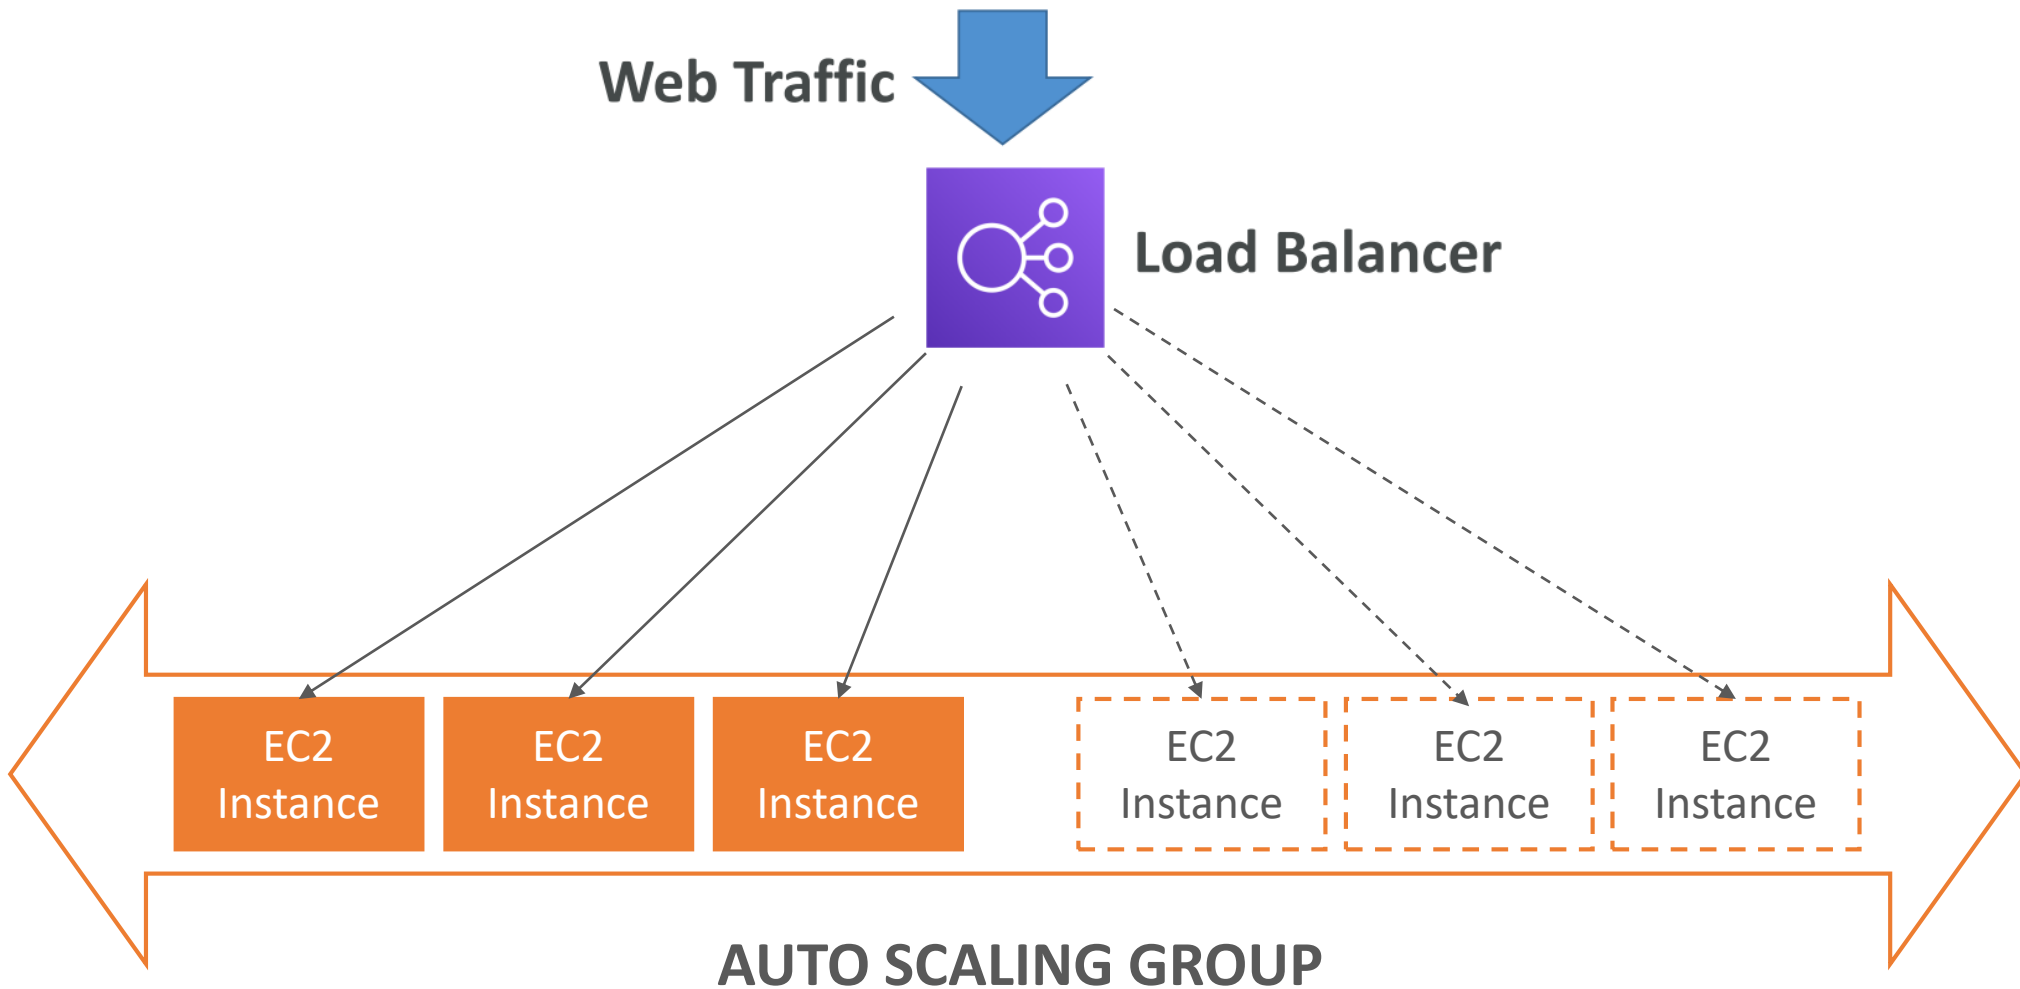 Web Traffic
Load Balancer
EC2
Instance
EC2
Instance
EC2
Instance
EC2
Instance
EC2
Instance
EC2
Instance
AUTO SCALING GROUP